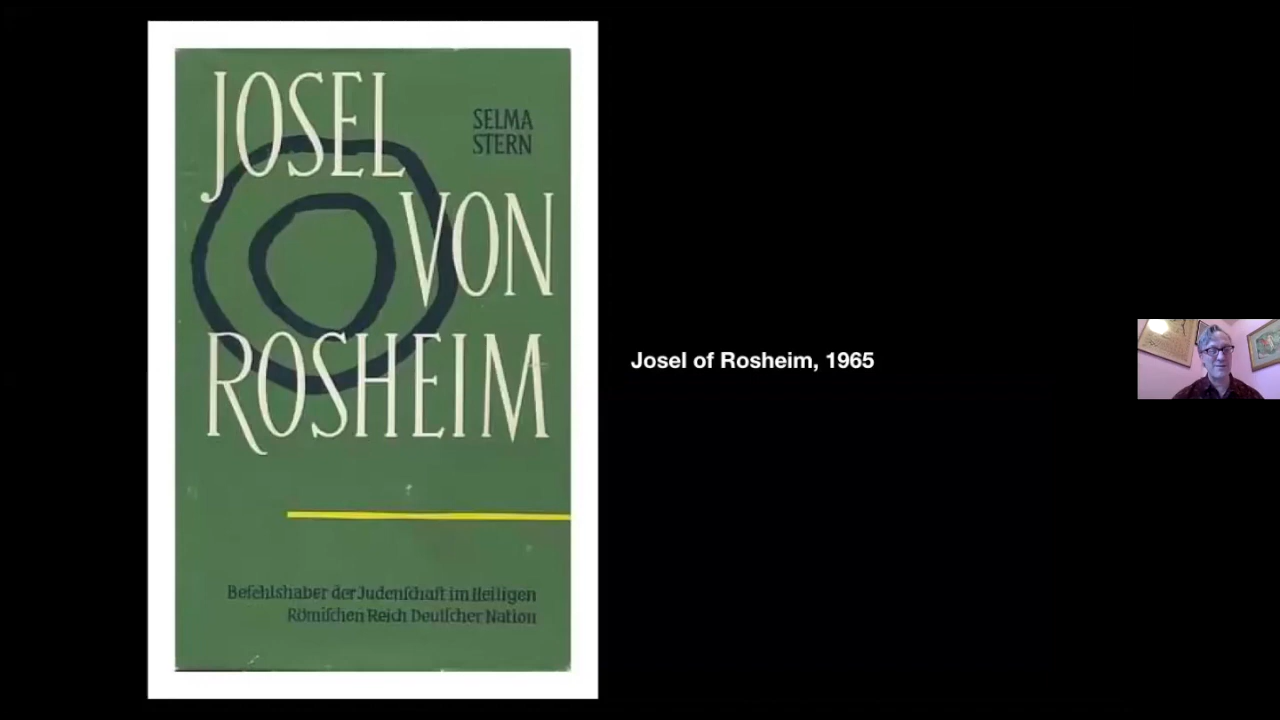 JOSEL
SELMA
STERN
VON
ROSHEIM
Befehlshaber der Judenſchaft im Heiligen
Römiſchen Reich Deutſcher Nation
Josel of Rosheim, 1965